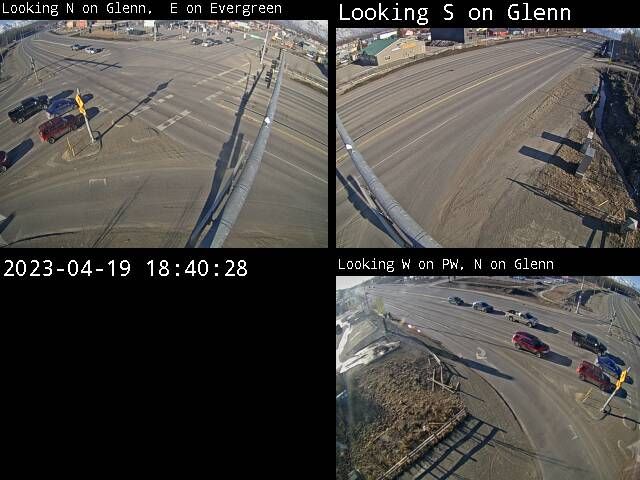 Looking N on Glenn, E on Evergreen
Looking S on Glenn
2023-04-19 18:40:28
Looking W on PW, N on Glenn